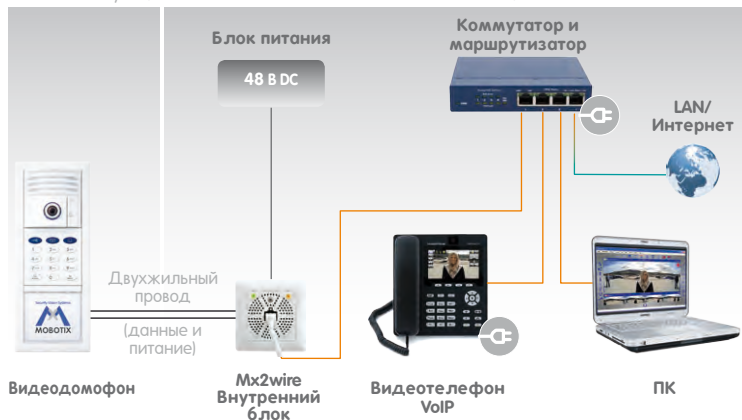 Блок питания
48 В DC
Коммутатор и
маршрутизатор
LAN/
Интернет
Двухжильный
провод
(данные и
питание)
MOBOTIX
Видеодомофон
Mx2wire
Внутренний
блок
Видеотелефон
VoIP
ПК